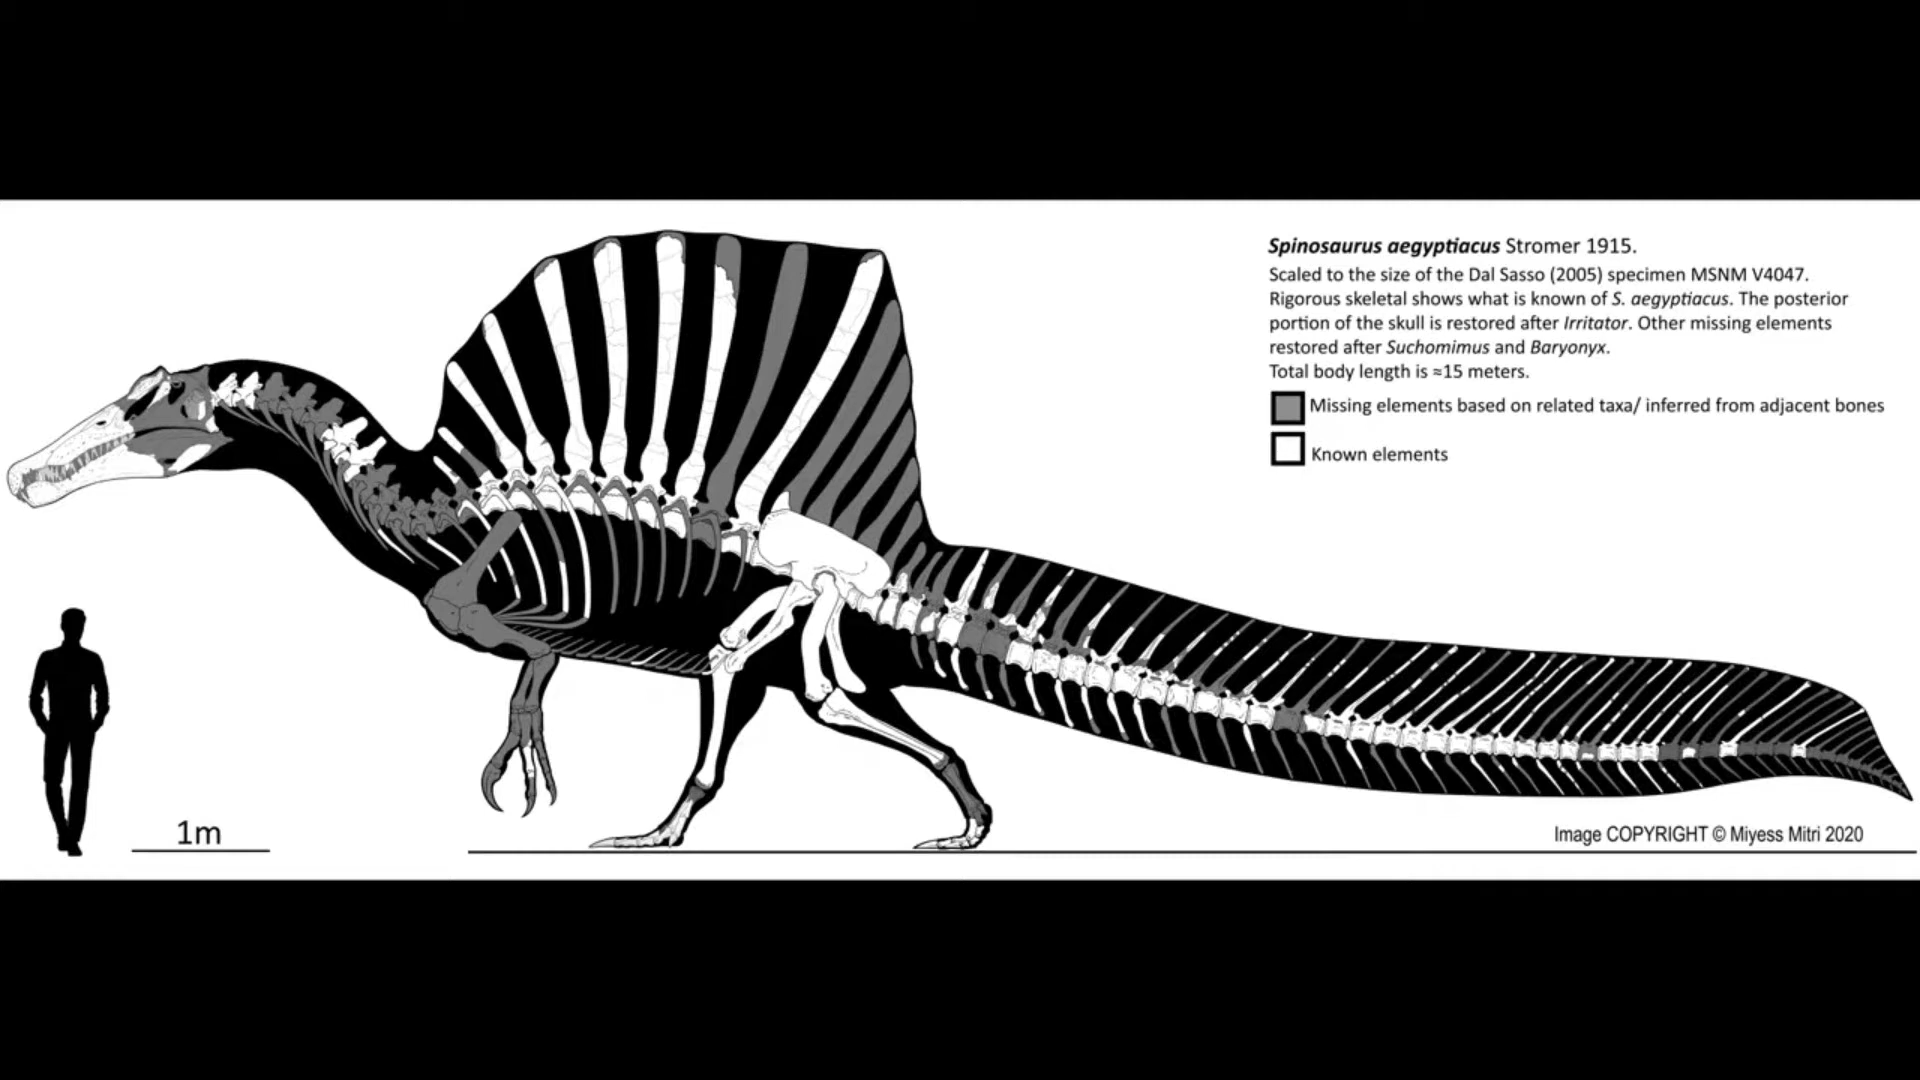 Spinosaurus aegyptiacus Stromer 1915.
Scaled to the size of the Dal Sasso (2005) specimen MSNM V4047.
Rigorous skeletal shows what is known of S. aegyptiacus. The posterior
portion of the skull is restored after Irritator. Other missing elements
restored after Suchomimus and Baryonyx.
Total body length is ≈15 meters.
Missing elements based on related taxa/ inferred from adjacent bones
Known elements
1m
Image COPYRIGHT © Miyess Mitri 2020